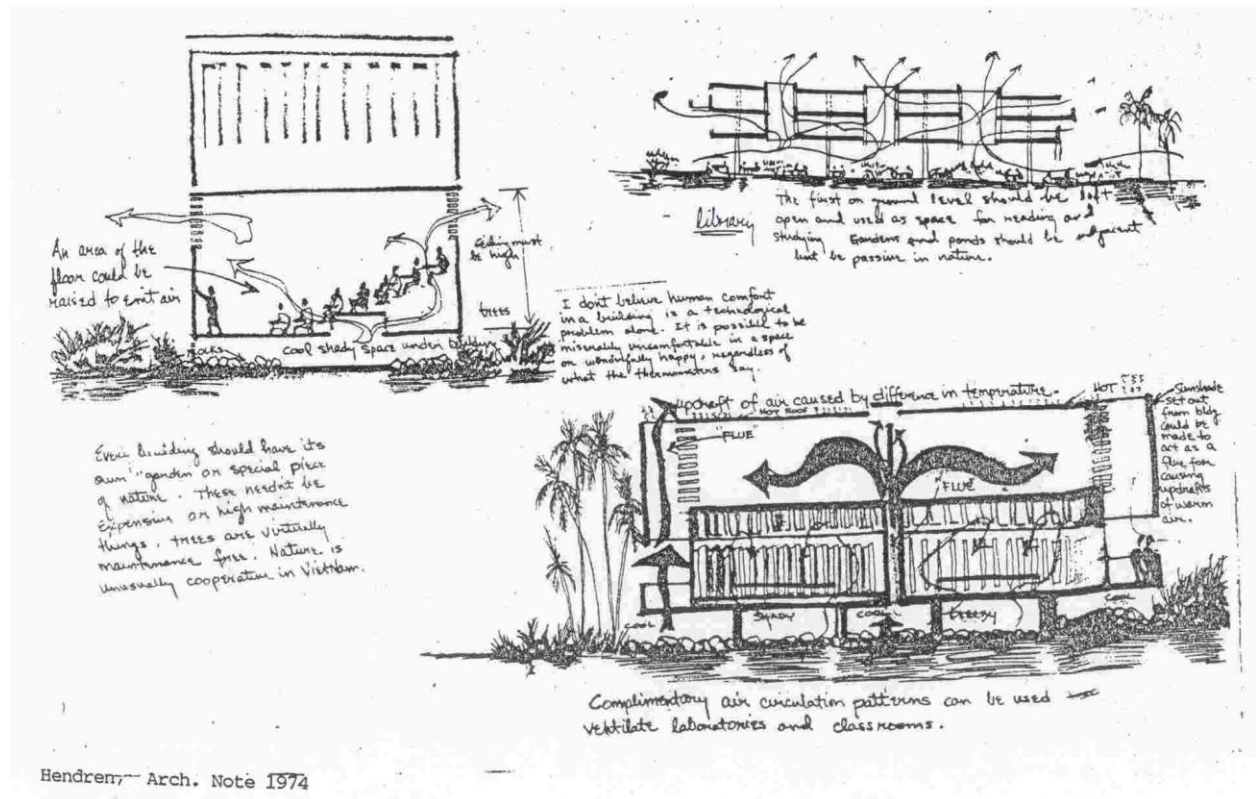 An area of the
floor could be
raised to emit air
Ceiling must
be high
trees
rocks
cool shady space under building
library
The first or ground level should be left
open and used as space for reading and
studying Gardens and ponds should be adjacent
but be passive in nature.
I don't believe human comfort
in a building is a technological
problem alone. It is possible to be
miserably uncomfortable in a space
or wonderfully happy, regardless of
what the thermometers say.
Every building should have its
own "garden or special piece
of nature. These needn't be
expensive or high maintenance
things, trees are virtually
maintenance free. Nature is
unusually cooperative in Vietnam.
updraft of air caused by difference in temperature.
HOT ROOF
HOT
"FLUE"
"FLUE"
Sunshade
set out
from bldg
could be
made to
act as a
flue for
causing
updrafts
of warm
air.
COOL
SHADY
COOL
BREEZY
COOL
Complimentary air circulation patterns can be used
ventilate laboratories and classrooms.
Hendren, Arch. Note 1974